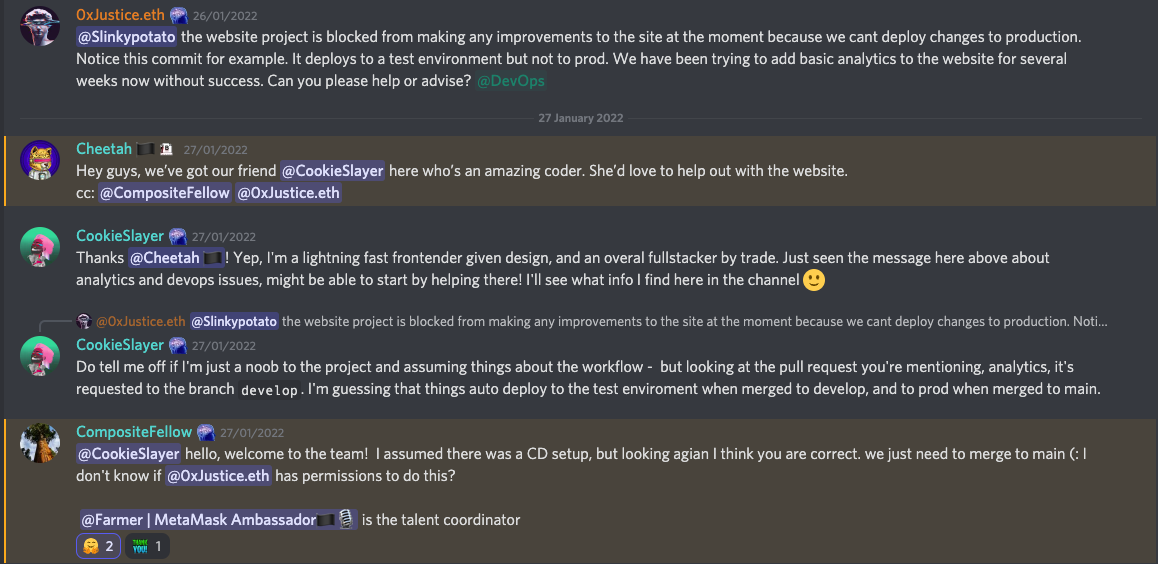 0xJustice.eth 26/01/2022
@Slinkypotato the website project is blocked from making any improvements to the site at the moment because we cant deploy changes to production.
Notice this commit for example. It deploys to a test environment but not to prod. We have been trying to add basic analytics to the website for several
weeks now without success. Can you please help or advise? @DevOps
27 January 2022
Cheetah 27/01/2022
Hey guys, we've got our friend @CookieSlayer here who's an amazing coder. She'd love to help out with the website.
cc: @CompositeFellow @0xJustice.eth
CookieSlayer 27/01/2022
Thanks @Cheetah ! Yep, I'm a lightning fast frontender given design, and an overal fullstacker by trade. Just seen the message here above about
analytics and devops issues, might be able to start by helping there! I'll see what info I find here in the channel
@0xJustice.eth @Slinkypotato the website project is blocked from making any improvements to the site at the moment because we cant deploy changes to production. Noti...
CookieSlayer 27/01/2022
Do tell me off if I'm just a noob to the project and assuming things about the workflow - but looking at the pull request you're mentioning, analytics, it's
requested to the branch develop. I'm guessing that things auto deploy to the test enviroment when merged to develop, and to prod when merged to main.
CompositeFellow 27/01/2022
@CookieSlayer hello, welcome to the team! I assumed there was a CD setup, but looking agian I think you are correct. we just need to merge to main (: I
don't know if @0xJustice.eth has permissions to do this?
@Farmer | MetaMask Ambassador is the talent coordinator
2 THANK YOU! 1